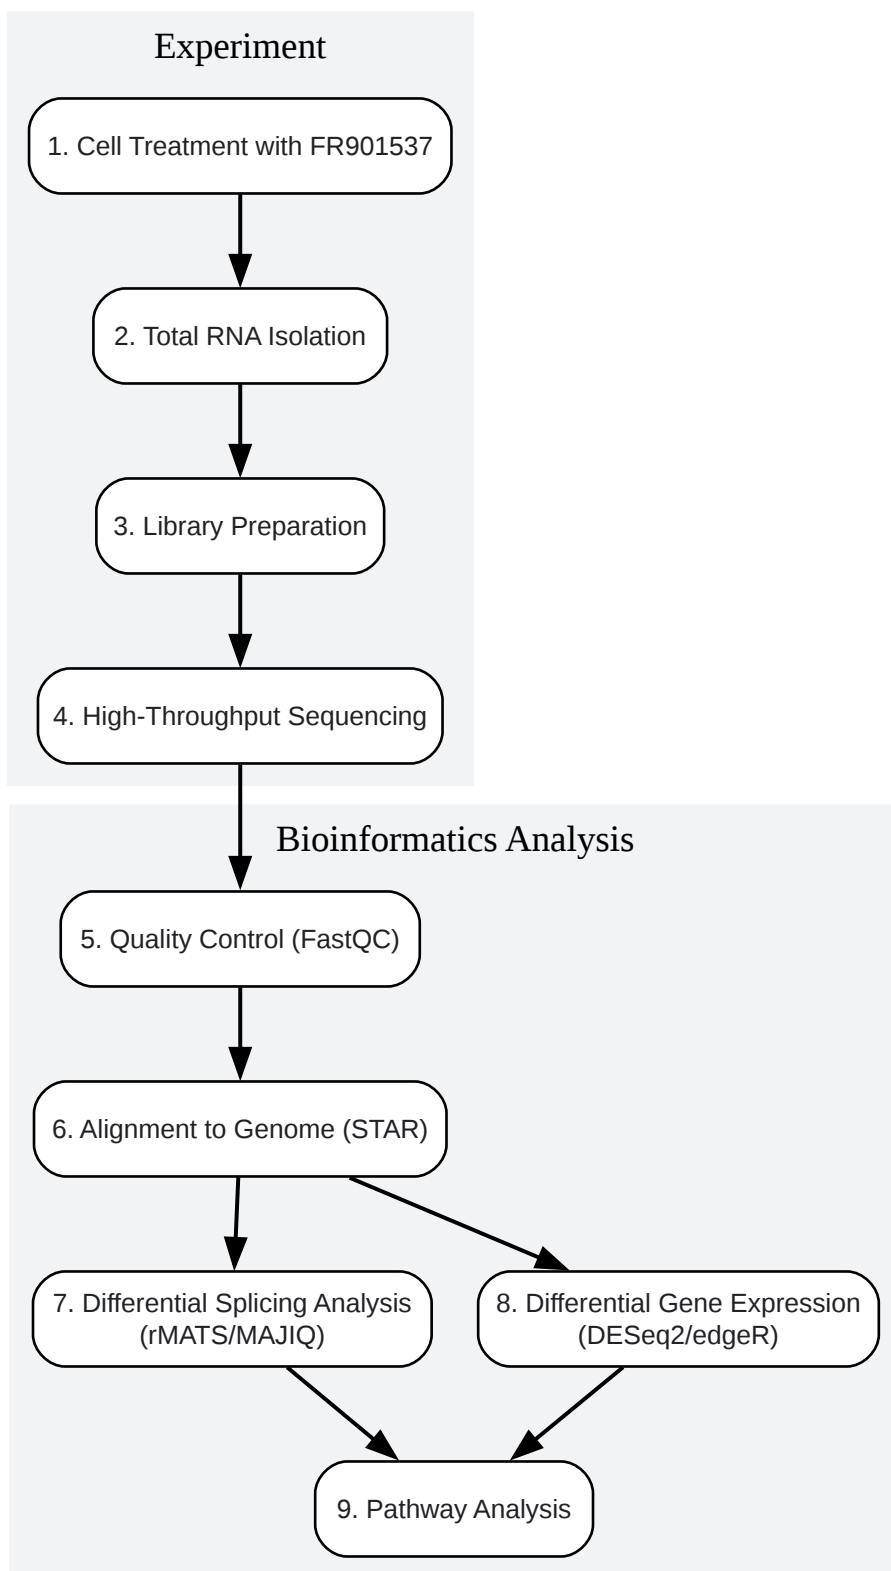 Experiment
1. Cell Treatment with FR901537
2. Total RNA Isolation
3. Library Preparation
4. High-Throughput Sequencing
Bioinformatics Analysis
5. Quality Control (FastQC)
6. Alignment to Genome (STAR)
7. Differential Splicing Analysis
(rMATS/MAJIQ)
8. Differential Gene Expression
(DESeq2/edgeR)
9. Pathway Analysis